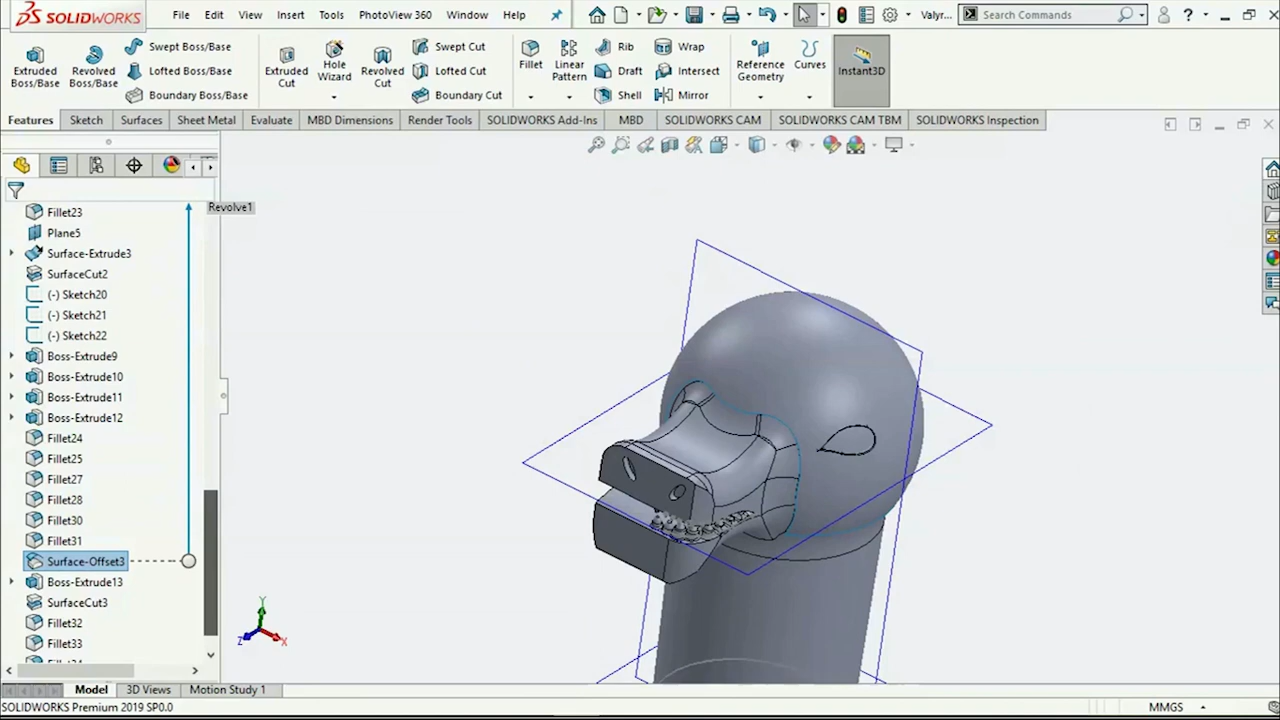 SOLIDWORKS File Edit View Insert Tools PhotoView 360 Window Help Valyr... Search Commands ?
Extruded Boss/Base Revolved Boss/Base Swept Boss/Base Lofted Boss/Base Boundary Boss/Base Extruded Cut Hole Wizard Revolved Cut Swept Cut Lofted Cut Boundary Cut Fillet Linear Pattern Rib Draft Shell Wrap Intersect Mirror Reference Geometry Curves Instant3D
Features Sketch Surfaces Sheet Metal Evaluate MBD Dimensions Render Tools SOLIDWORKS Add-Ins MBD SOLIDWORKS CAM SOLIDWORKS CAM TBM SOLIDWORKS Inspection
Revolve1
Fillet23
Plane5
Surface-Extrude3
SurfaceCut2
(-) Sketch20
(-) Sketch21
(-) Sketch22
Boss-Extrude9
Boss-Extrude10
Boss-Extrude11
Boss-Extrude12
Fillet24
Fillet25
Fillet27
Fillet28
Fillet30
Fillet31
Surface-Offset3
Boss-Extrude13
SurfaceCut3
Fillet32
Fillet33
Y
Z X
Model 3D Views Motion Study 1
SOLIDWORKS Premium 2019 SP0.0 MMGS